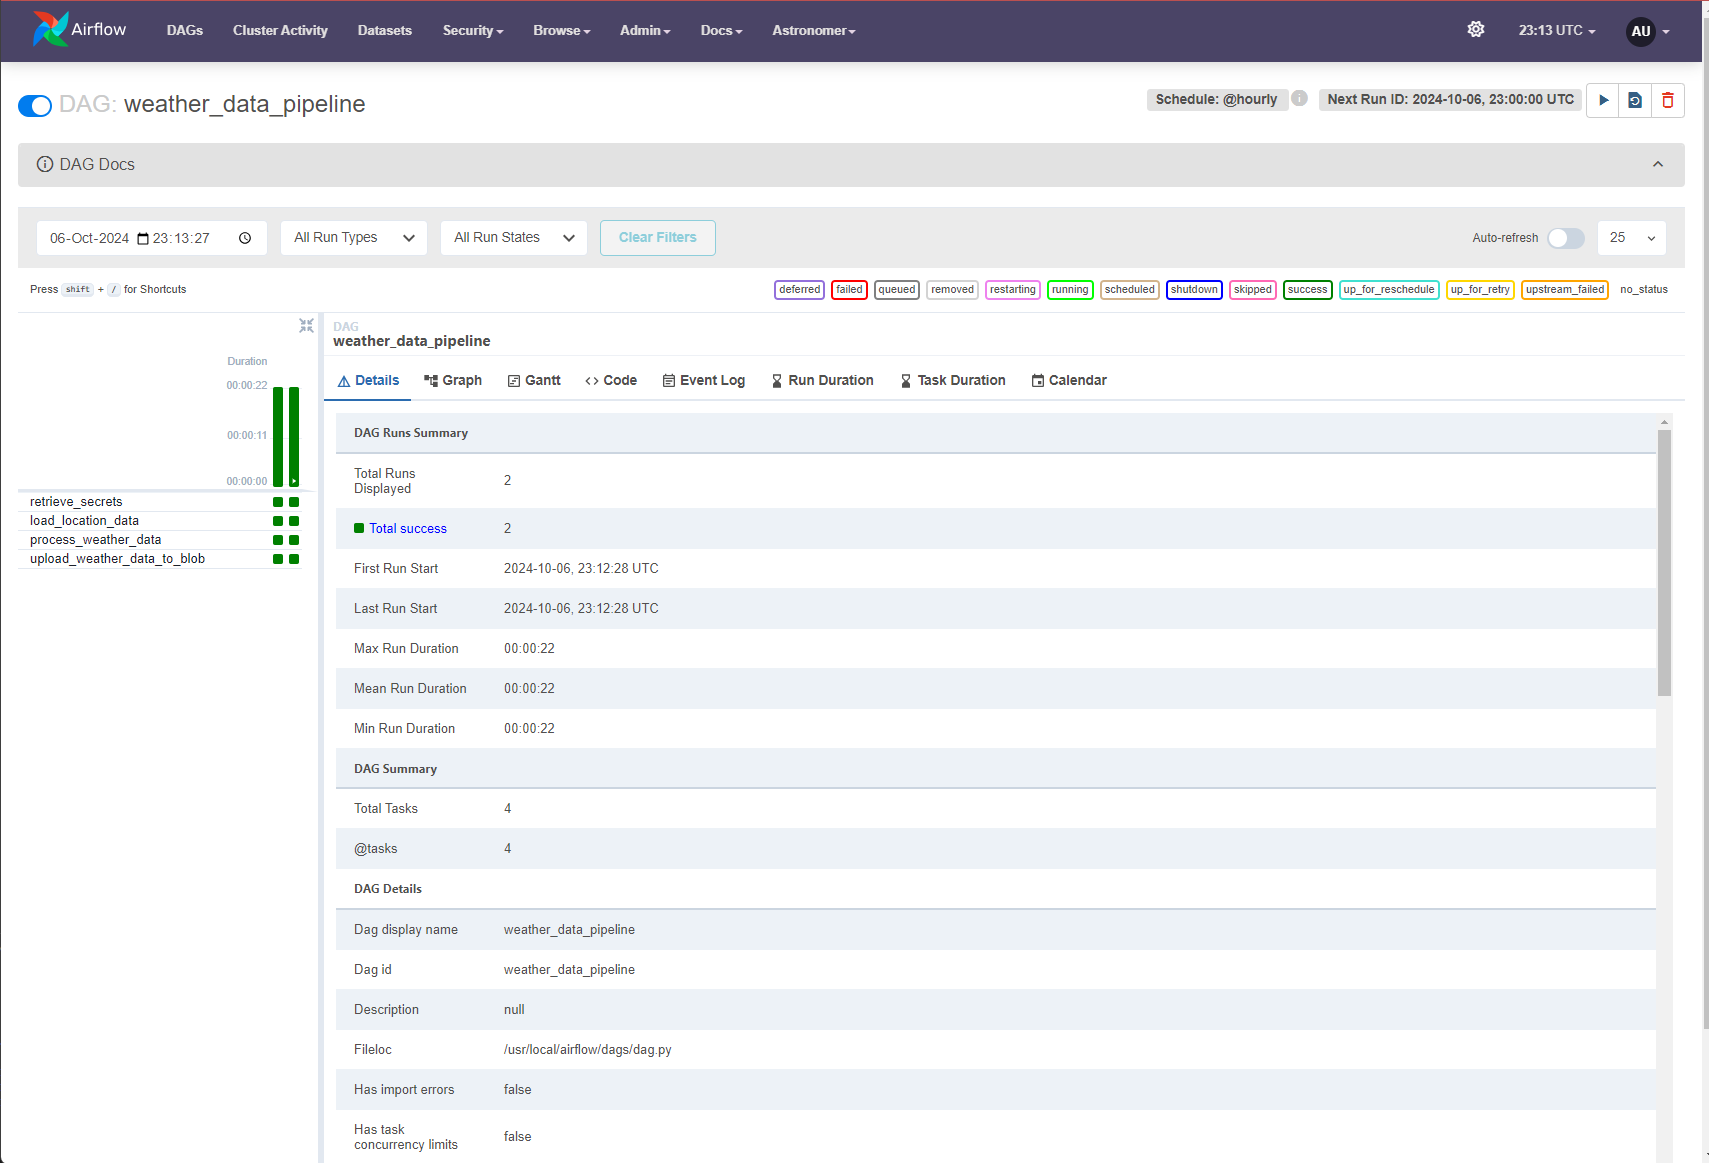 Airflow DAGs Cluster Activity Datasets Security Browse Admin Docs Astronomer 23:13 UTC AU
DAG: weather_data_pipeline Schedule: @hourly Next Run ID: 2024-10-06, 23:00:00 UTC
DAG Docs
06-Oct-2024 23:13:27 All Run Types All Run States Clear Filters Auto-refresh 25
Press shift + / for Shortcuts deferred failed queued removed restarting running scheduled shutdown skipped success up_for_reschedule up_for_retry upstream_failed no_status
Duration
00:00:22
00:00:11
00:00:00
retrieve_secrets
load_location_data
process_weather_data
upload_weather_data_to_blob
DAG
weather_data_pipeline
Details Graph Gantt Code Event Log Run Duration Task Duration Calendar
DAG Runs Summary
Total Runs
Displayed 2
Total success 2
First Run Start 2024-10-06, 23:12:28 UTC
Last Run Start 2024-10-06, 23:12:28 UTC
Max Run Duration 00:00:22
Mean Run Duration 00:00:22
Min Run Duration 00:00:22
DAG Summary
Total Tasks 4
@tasks 4
DAG Details
Dag display name weather_data_pipeline
Dag id weather_data_pipeline
Description null
Fileloc /usr/local/airflow/dags/dag.py
Has import errors false
Has task
concurrency limits false